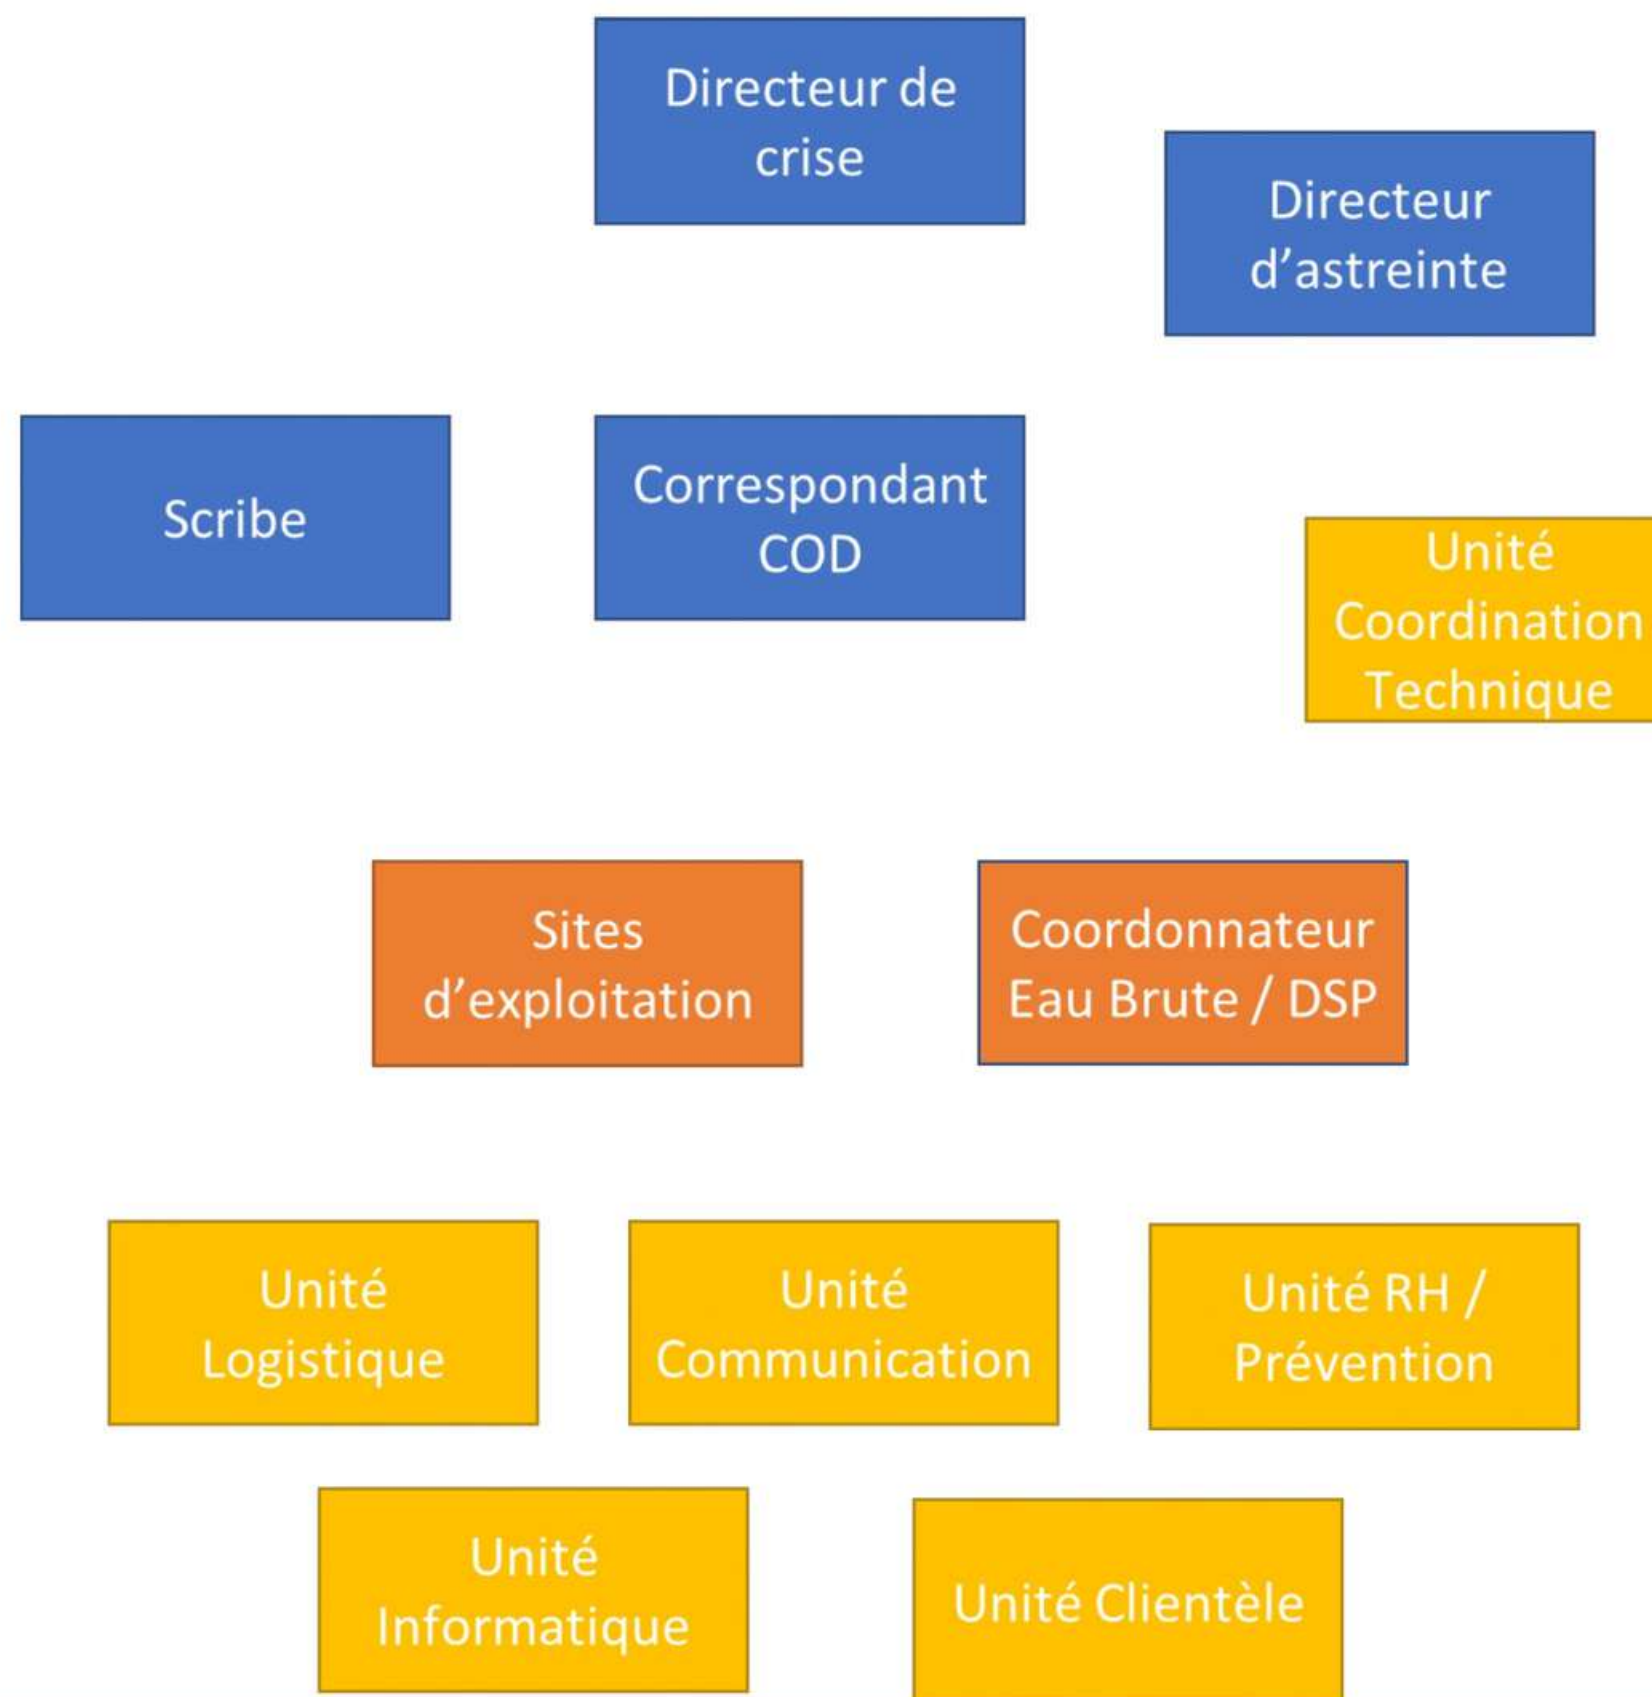 Directeur de
crise
Directeur
d’astreinte
Scribe
Correspondant
COD
Unité
Coordination
Technique
Sites
d’exploitation
Coordonnateur
Eau Brute / DSP
Unité
Logistique
Unité
Communication
Unité RH /
Prévention
Unité
Informatique
Unité Clientèle